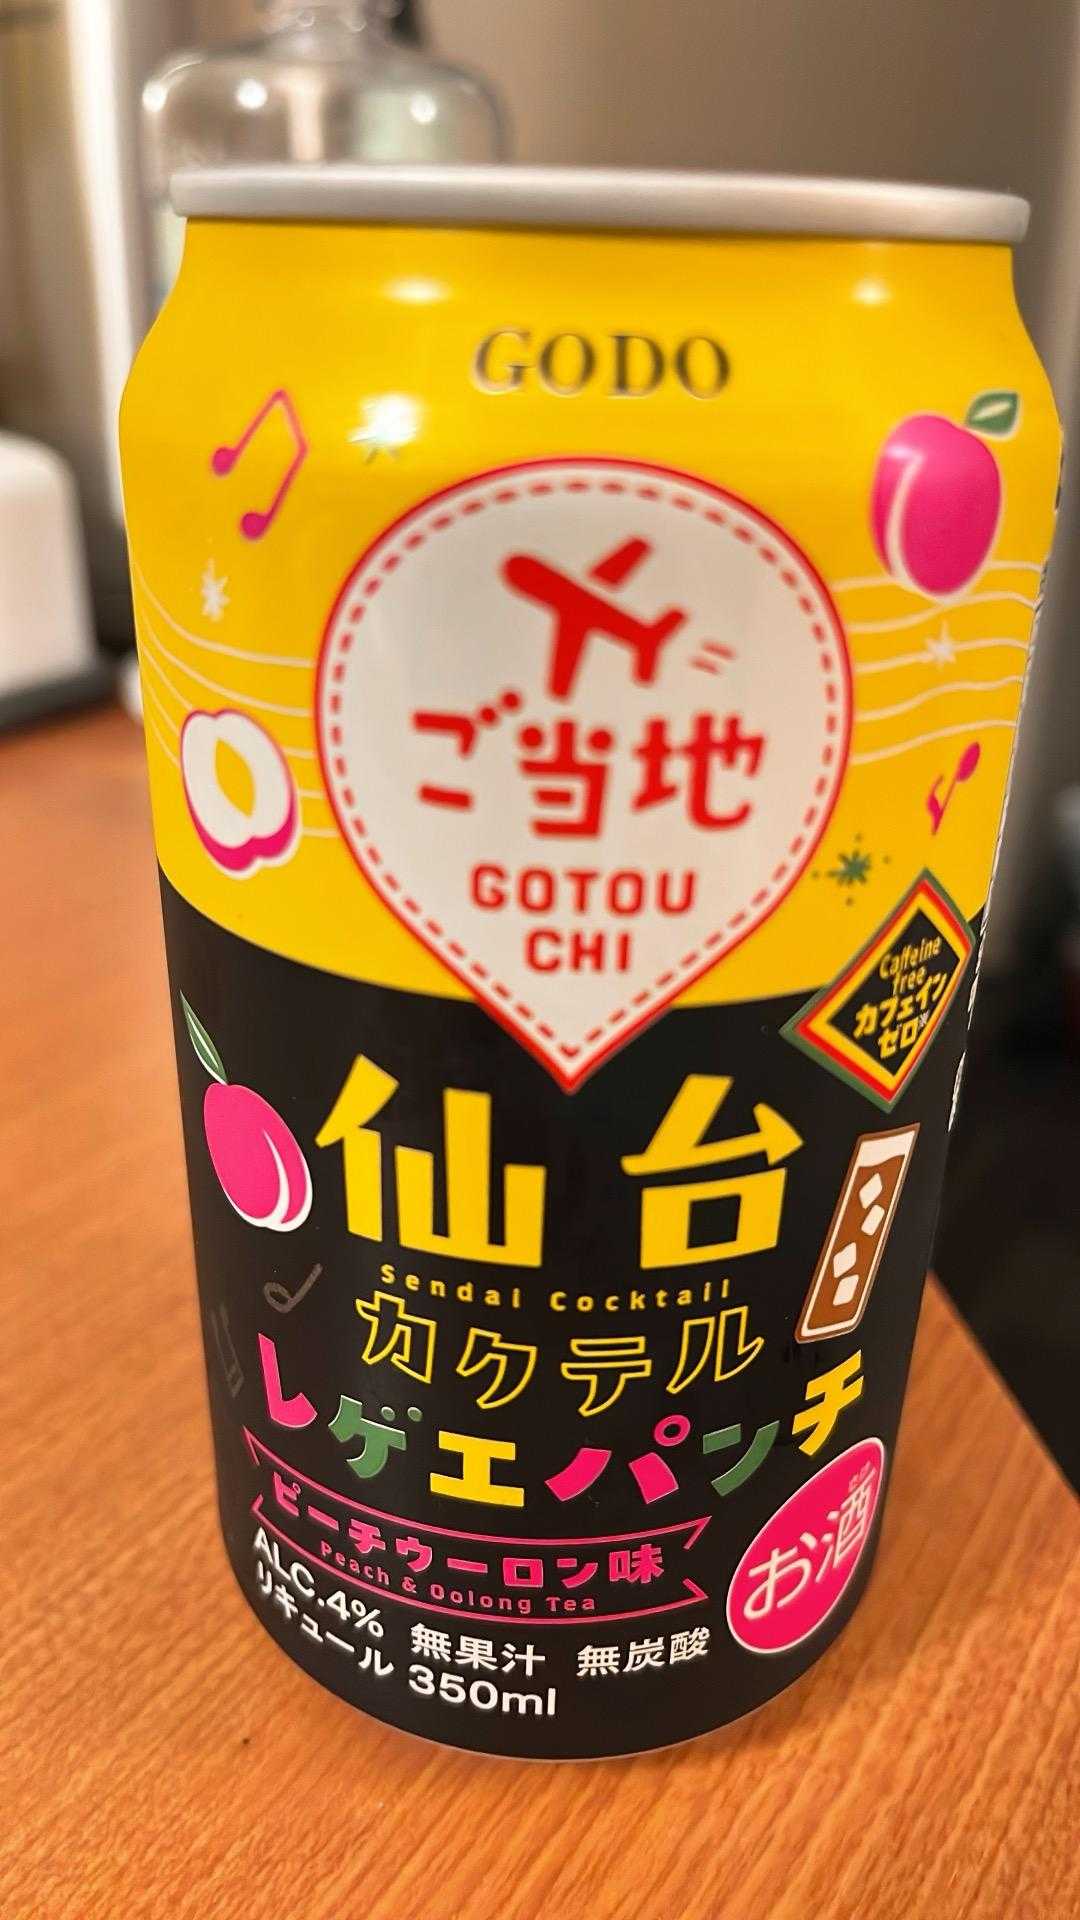 GODO
ご当地
GOTOU
CHI
Caffeine
free
カフェイン
ゼロ※
仙台
Sendai Cocktail
カクテル
レゲエパンチ
ピーチウーロン味
Peach & Oolong Tea
お酒
ALC.4% 無果汁 無炭酸
リキュール 350ml